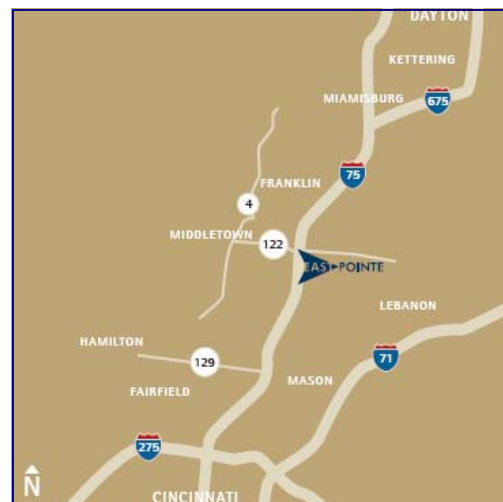 DAYTON
KETTERING
MIAMISBURG
675
75
FRANKLIN
4
MIDDLETOWN
122
EAST POINTE
LEBANON
HAMILTON
129
71
MASON
FAIRFIELD
275
N
CINCINNATI